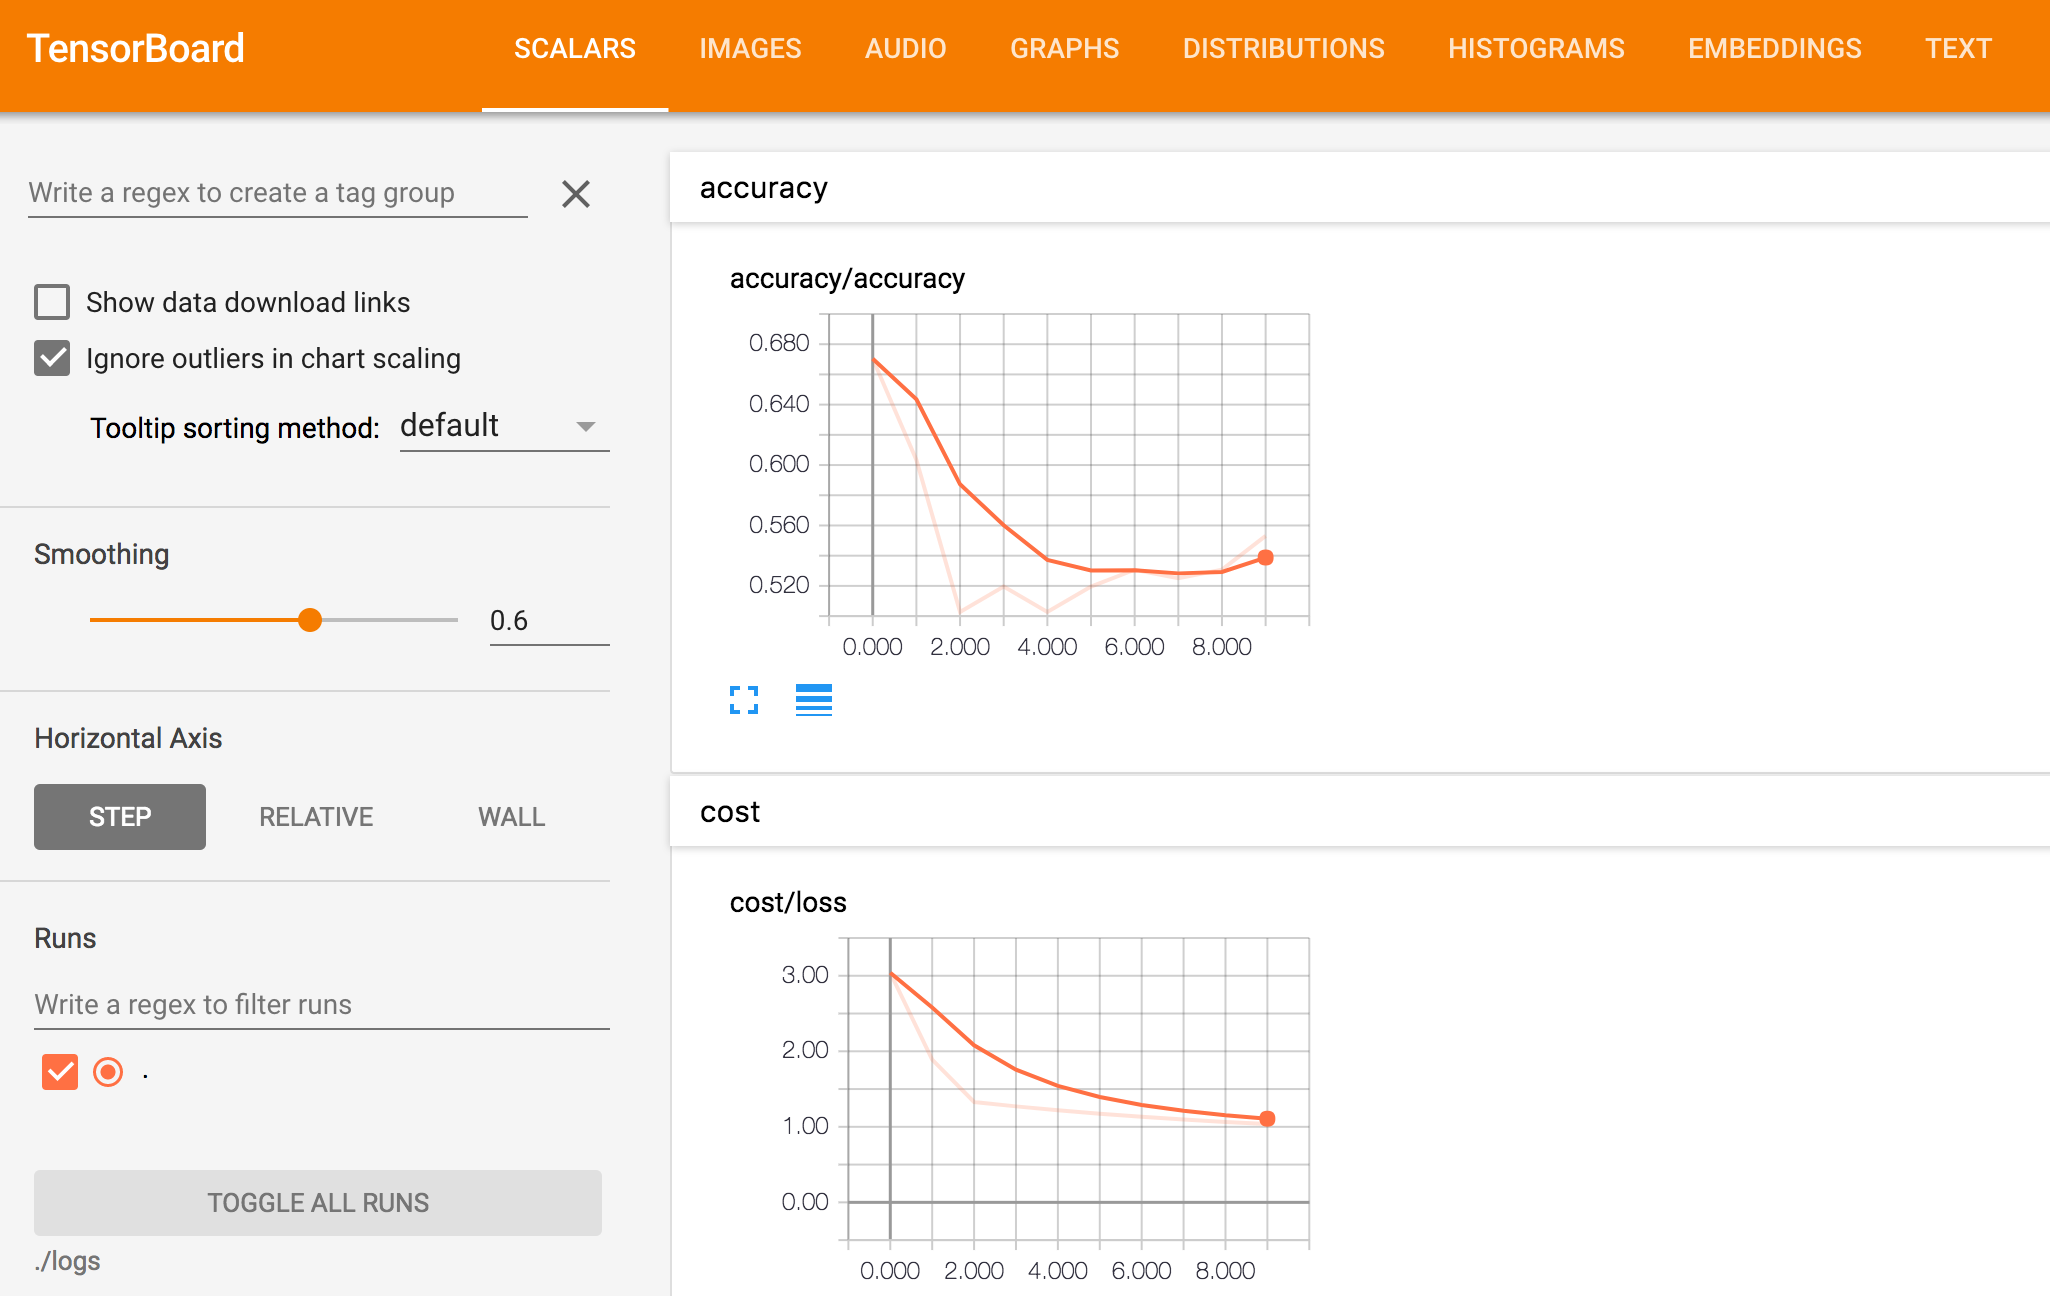 TensorBoard SCALARS IMAGES AUDIO GRAPHS DISTRIBUTIONS HISTOGRAMS EMBEDDINGS TEXT
Write a regex to create a tag group
Show data download links
Ignore outliers in chart scaling
Tooltip sorting method: default
Smoothing
0.6
Horizontal Axis
STEP RELATIVE WALL
Runs
Write a regex to filter runs
.
TOGGLE ALL RUNS
./logs
accuracy
accuracy/accuracy
0.680
0.640
0.600
0.560
0.520
0.000 2.000 4.000 6.000 8.000
cost
cost/loss
3.00
2.00
1.00
0.00
0.000 2.000 4.000 6.000 8.000